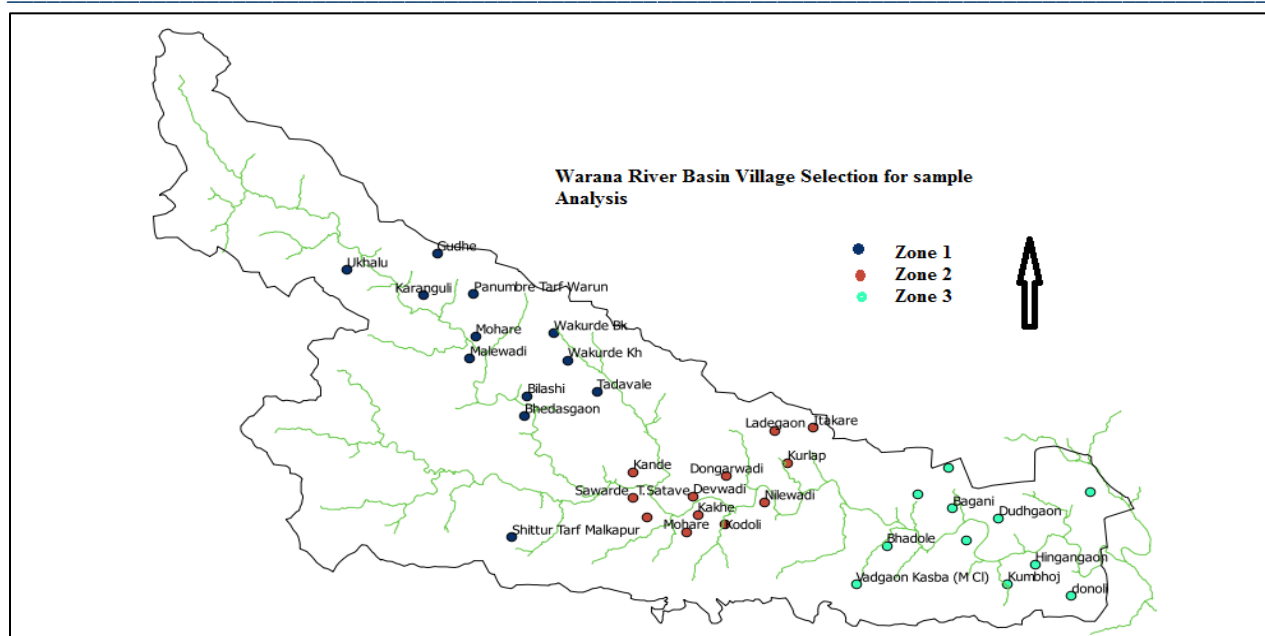 Warana River Basin Village Selection for sample
Analysis
Zone 1
Zone 2
Zone 3
Gudhe
Ukhalu
Karanguli
Panumbre Tarf Warun
Mohare
Malewadi
Wakurde Bk
Wakurde Kh
Tadavale
Bilashi
Bhedasgaon
Ladegaon
Itakare
Kurlap
Kande
Dongarwadi
Sawarde T.Satave
Devwadi
Nilewadi
Kakhe
Mohare
Kodoli
Shittur Tarf Malkapur
Bagani
Dudhgaon
Bhadole
Hingangaon
Vadgaon Kasba (M Cl)
Kumbhoj
donoli